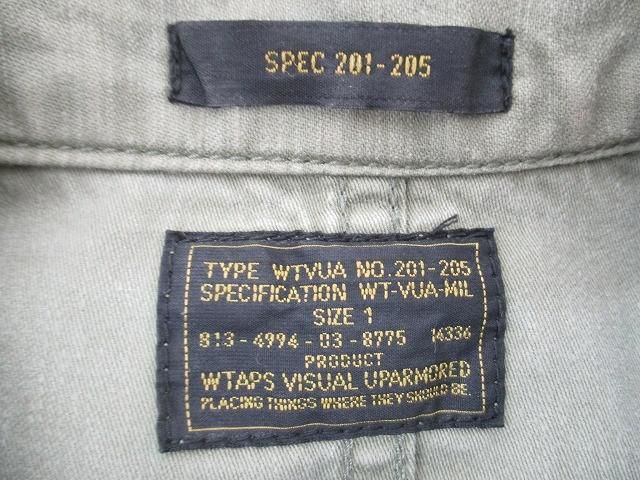 SPEC 201-205
TYPE WTVUA NO.201-205
SPECIFICATION WT-VUA-MIL
SIZE 1
813-4994-03-8775 14336
PRODUCT
WTAPS VISUAL UPARMORED
PLACING THINGS WHERE THEY SHOULD BE.